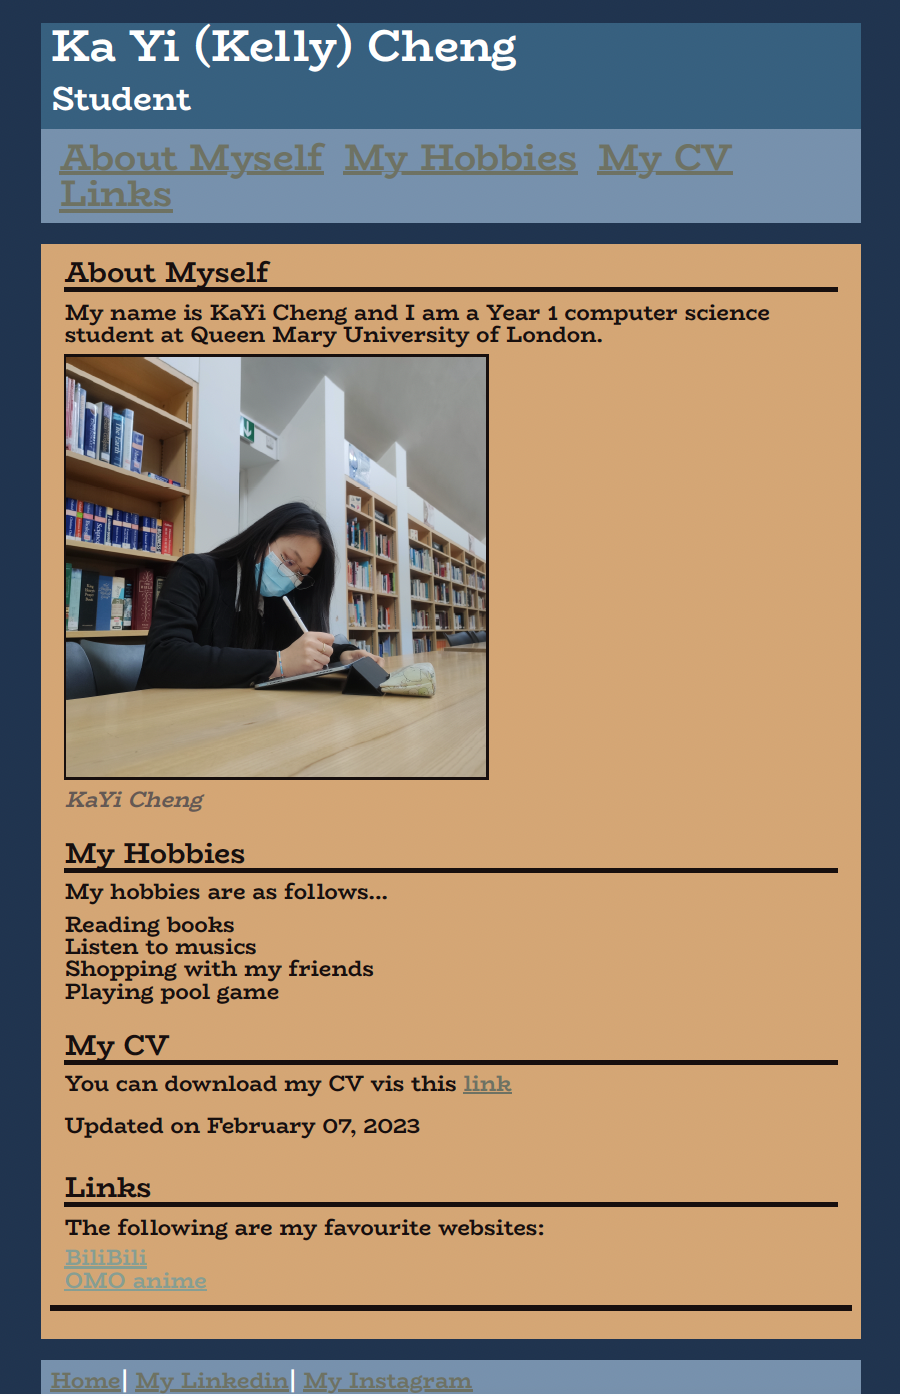 Ka Yi (Kelly) Cheng
Student
About Myself My Hobbies My CV
Links
About Myself
My name is KaYi Cheng and I am a Year 1 computer science
student at Queen Mary University of London.
KaYi Cheng
My Hobbies
My hobbies are as follows...
Reading books
Listen to musics
Shopping with my friends
Playing pool game
My CV
You can download my CV vis this link
Updated on February 07, 2023
Links
The following are my favourite websites:
BiliBili
OMO anime
Home| My Linkedin| My Instagram